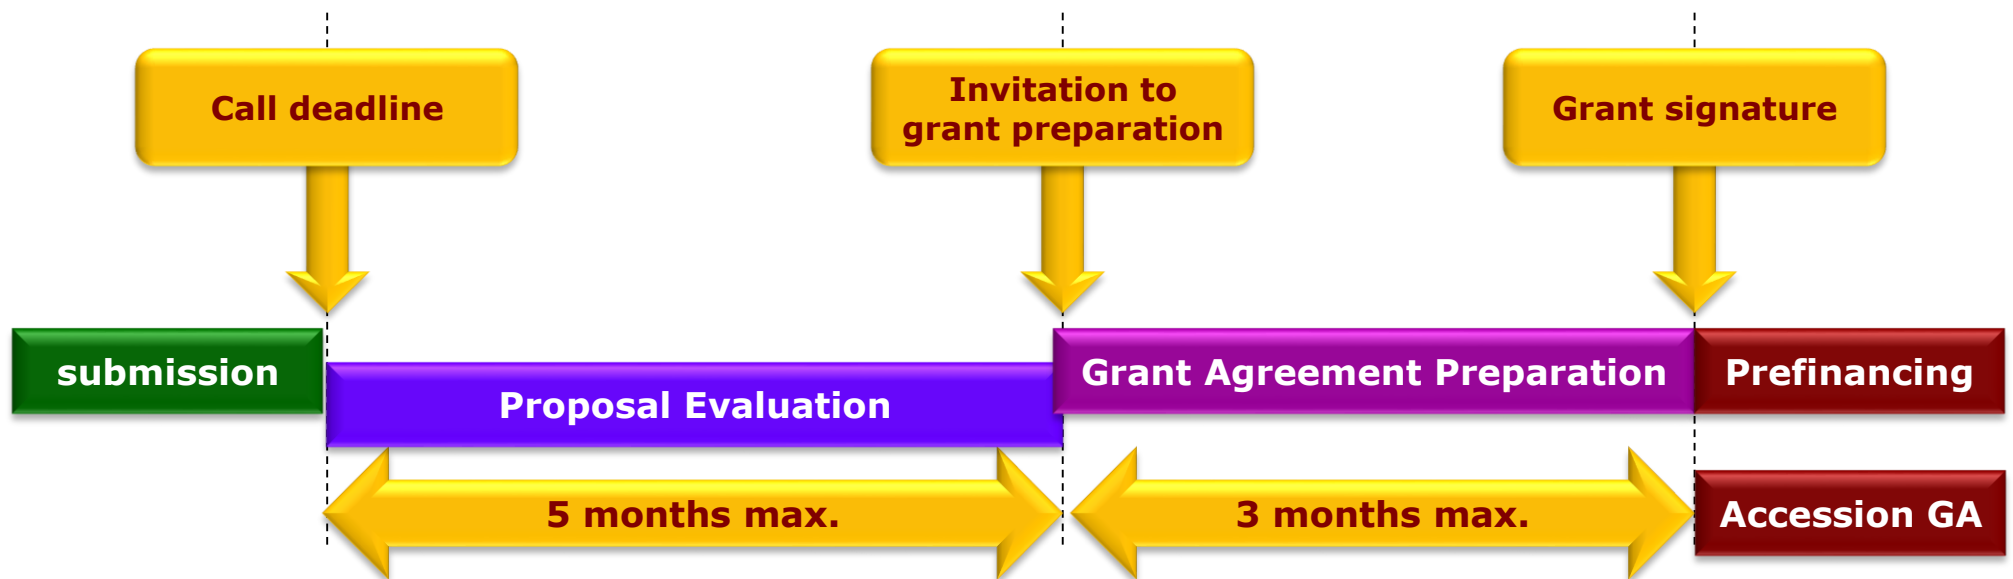 Call deadline
Invitation to
grant preparation
Grant signature
submission
Proposal Evaluation
Grant Agreement Preparation
Prefinancing
5 months max.
3 months max.
Accession GA